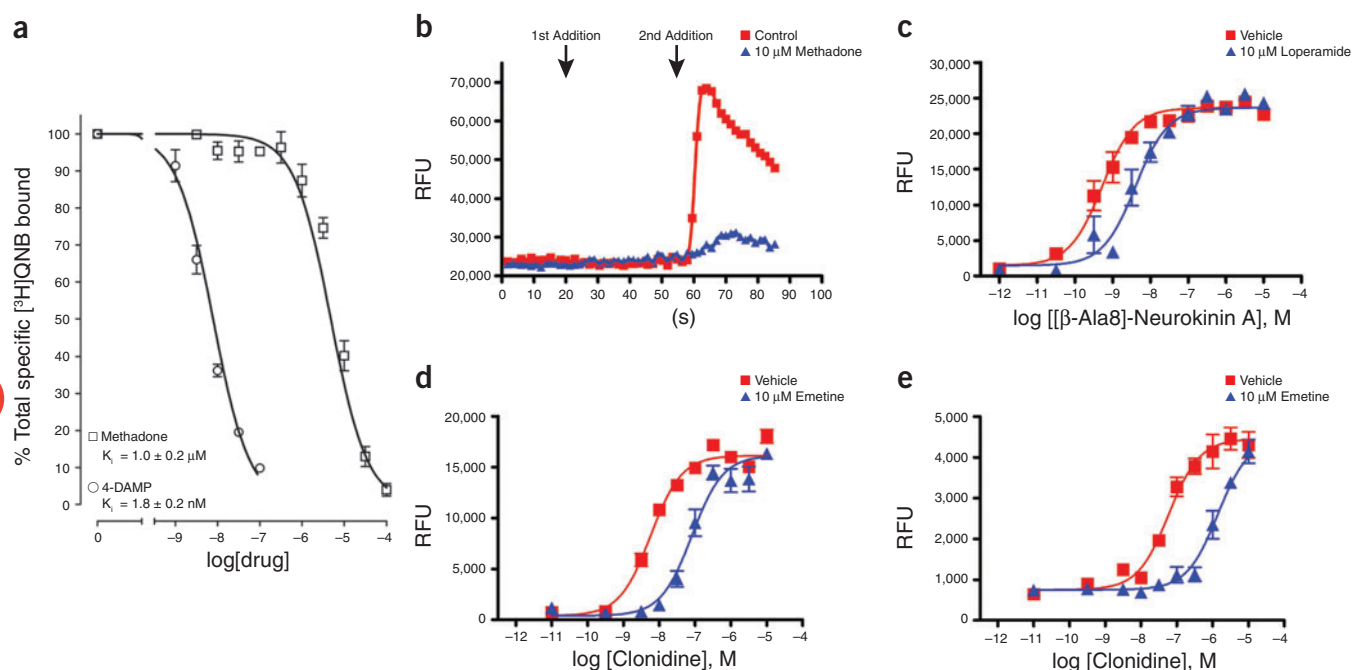 a
% Total specific [³H]QNB bound
100
90
80
70
60
50
40
30
20
10
0
Methadone
Kᵢ = 1.0 ± 0.2 μM
4-DAMP
Kᵢ = 1.8 ± 0.2 nM
0 −9 −8 −7 −6 −5 −4
log[drug]
b
1st Addition 2nd Addition
Control
10 μM Methadone
RFU
70,000
60,000
50,000
40,000
30,000
20,000
0 10 20 30 40 50 60 70 80 90 100
(s)
c
Vehicle
10 μM Loperamide
RFU
30,000
25,000
20,000
15,000
10,000
5,000
0
−12 −11 −10 −9 −8 −7 −6 −5 −4
log [[β-Ala8]-Neurokinin A], M
d
Vehicle
10 μM Emetine
RFU
20,000
15,000
10,000
5,000
0
−12 −11 −10 −9 −8 −7 −6 −5 −4
log [Clonidine], M
e
Vehicle
10 μM Emetine
RFU
5,000
4,000
3,000
2,000
1,000
0
−12 −11 −10 −9 −8 −7 −6 −5 −4
log [Clonidine], M